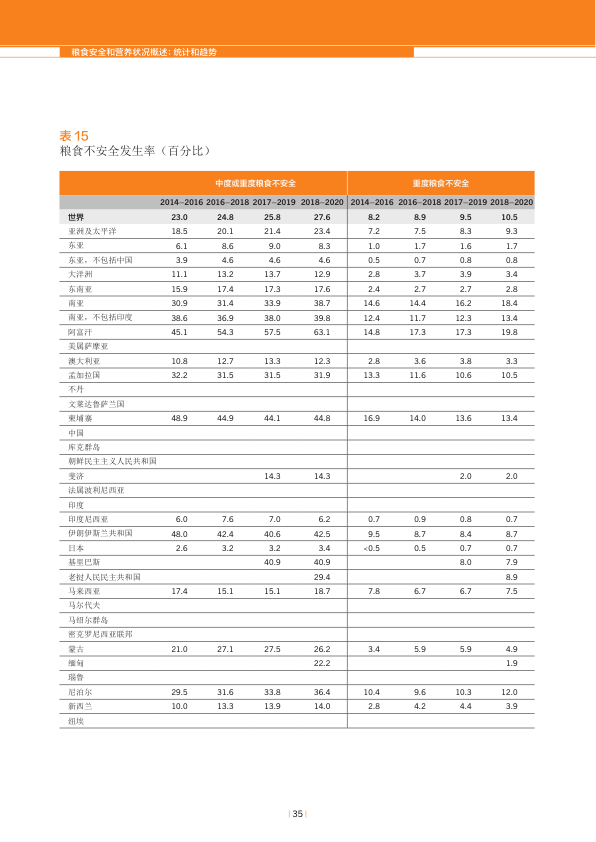 粮食安全和营养状况概述：统计和趋势
表 15
粮食不安全发生率（百分比）
中度或重度粮食不安全 重度粮食不安全
2014–2016 2016–2018 2017–2019 2018–2020 2014–2016 2016–2018 2017–2019 2018–2020
世界 23.0 24.8 25.8 27.6 8.2 8.9 9.5 10.5
亚洲及太平洋 18.5 20.1 21.4 23.4 7.2 7.5 8.3 9.3
东亚 6.1 8.6 9.0 8.3 1.0 1.7 1.6 1.7
东亚，不包括中国 3.9 4.6 4.6 4.6 0.5 0.7 0.8 0.8
大洋洲 11.1 13.2 13.7 12.9 2.8 3.7 3.9 3.4
东南亚 15.9 17.4 17.3 17.6 2.4 2.7 2.7 2.8
南亚 30.9 31.4 33.9 38.7 14.6 14.4 16.2 18.4
南亚，不包括印度 38.6 36.9 38.0 39.8 12.4 11.7 12.3 13.4
阿富汗 45.1 54.3 57.5 63.1 14.8 17.3 17.3 19.8
美属萨摩亚
澳大利亚 10.8 12.7 13.3 12.3 2.8 3.6 3.8 3.3
孟加拉国 32.2 31.5 31.5 31.9 13.3 11.6 10.6 10.5
不丹
文莱达鲁萨兰国
柬埔寨 48.9 44.9 44.1 44.8 16.9 14.0 13.6 13.4
中国
库克群岛
朝鲜民主主义人民共和国
斐济 14.3 14.3 2.0 2.0
法属波利尼西亚
印度
印度尼西亚 6.0 7.6 7.0 6.2 0.7 0.9 0.8 0.7
伊朗伊斯兰共和国 48.0 42.4 40.6 42.5 9.5 8.7 8.4 8.7
日本 2.6 3.2 3.2 3.4 <0.5 0.5 0.7 0.7
基里巴斯 40.9 40.9 8.0 7.9
老挝人民民主共和国 29.4 8.9
马来西亚 17.4 15.1 15.1 18.7 7.8 6.7 6.7 7.5
马尔代夫
马绍尔群岛
密克罗尼西亚联邦
蒙古 21.0 27.1 27.5 26.2 3.4 5.9 5.9 4.9
缅甸 22.2 1.9
瑙鲁
尼泊尔 29.5 31.6 33.8 36.4 10.4 9.6 10.3 12.0
新西兰 10.0 13.3 13.9 14.0 2.8 4.2 4.4 3.9
纽埃
| 35 |